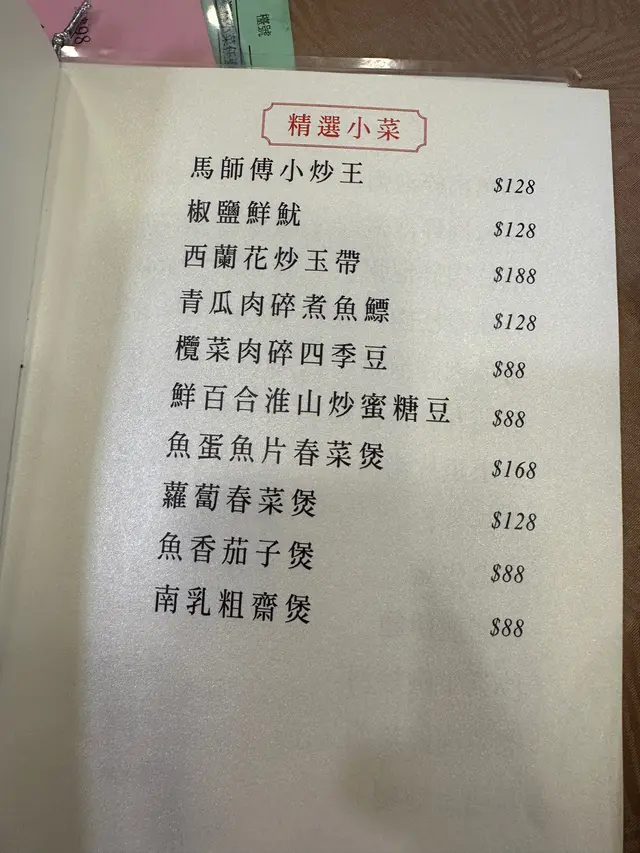 精選小菜
馬師傅小炒王 $128
椒鹽鮮魷 $128
西蘭花炒玉帶 $188
青瓜肉碎煮魚鰾 $128
欖菜肉碎四季豆 $88
鮮百合淮山炒蜜糖豆 $88
魚蛋魚片春菜煲 $168
蘿蔔春菜煲 $128
魚香茄子煲 $88
南乳粗齋煲 $88